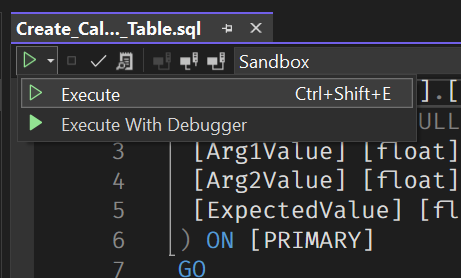 Create_Cal..._Table.sql
Sandbox
Execute Ctrl+Shift+E
].[
Execute With Debugger
ULL
3 [Arg1Value] [float]
4 [Arg2Value] [float]
5 [ExpectedValue] [fl
6 ) ON [PRIMARY]
7 GO